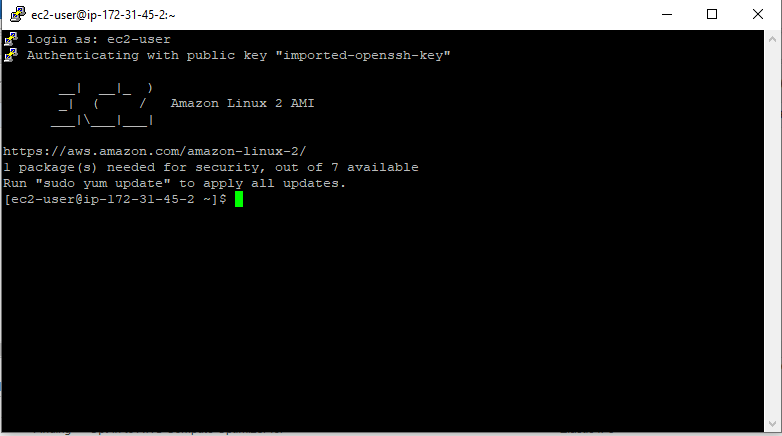 ec2-user@ip-172-31-45-2:~
login as: ec2-user
Authenticating with public key "imported-openssh-key"
       __|  __|_  )
       _|  (     /   Amazon Linux 2 AMI
      ___|\___|___|
https://aws.amazon.com/amazon-linux-2/
1 package(s) needed for security, out of 7 available
Run "sudo yum update" to apply all updates.
[ec2-user@ip-172-31-45-2 ~]$